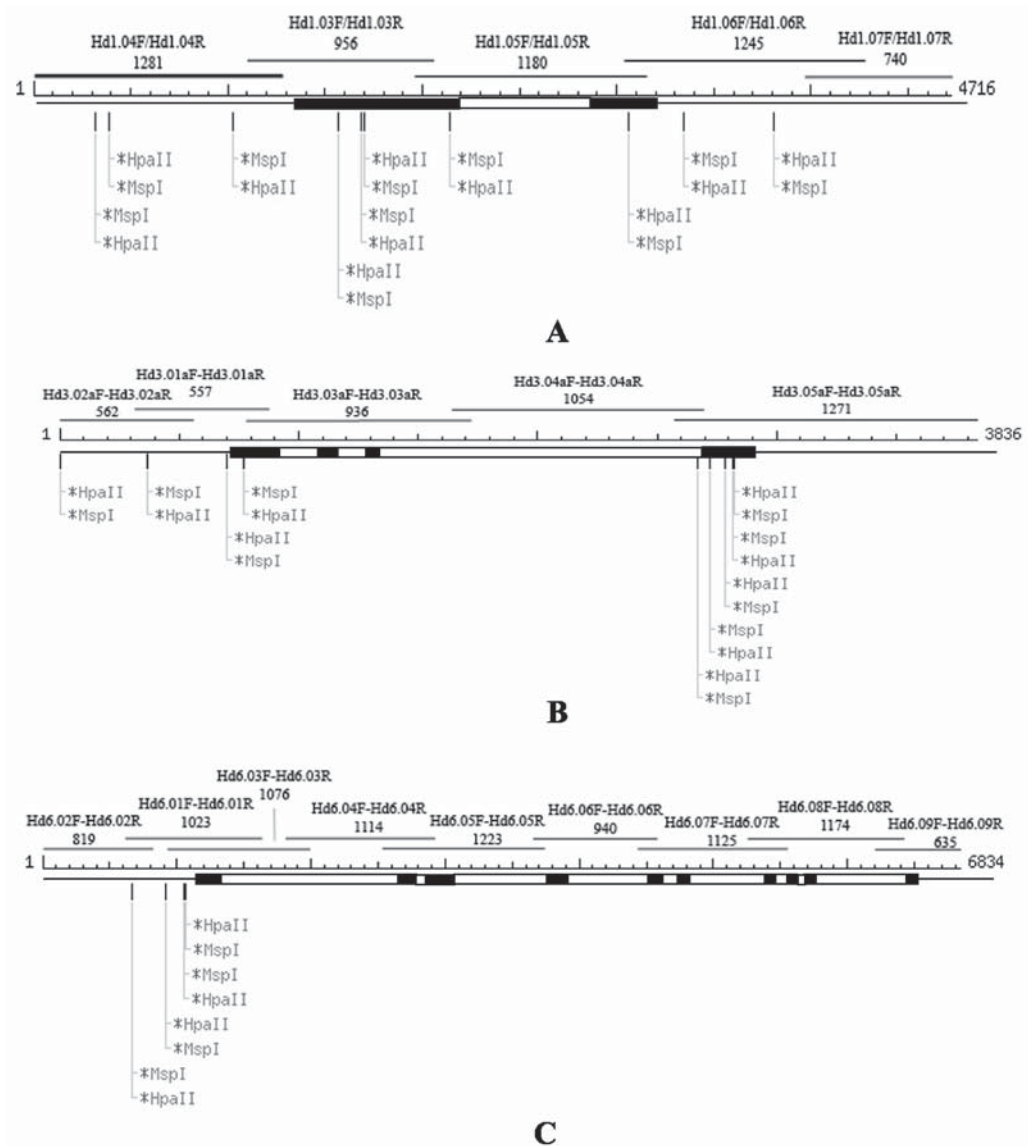 Hd1.04F/Hd1.04R
1281
Hd1.03F/Hd1.03R
956
Hd1.05F/Hd1.05R
1180
Hd1.06F/Hd1.06R
1245
Hd1.07F/Hd1.07R
740
1
4716
*HpaII
*MspI
*MspI
*HpaII
*MspI
*HpaII
*HpaII
*MspI
*MspI
*HpaII
*HpaII
*MspI
*MspI
*HpaII
*HpaII
*MspI
*MspI
*HpaII
*HpaII
*MspI
A
Hd3.02aF-Hd3.02aR
562
Hd3.01aF-Hd3.01aR
557
Hd3.03aF-Hd3.03aR
936
Hd3.04aF-Hd3.04aR
1054
Hd3.05aF-Hd3.05aR
1271
1
3836
*HpaII
*MspI
*MspI
*HpaII
*MspI
*HpaII
*HpaII
*MspI
*HpaII
*MspI
*MspI
*HpaII
*HpaII
*MspI
*MspI
*HpaII
*HpaII
*MspI
B
Hd6.02F-Hd6.02R
819
Hd6.01F-Hd6.01R
1023
Hd6.03F-Hd6.03R
1076
Hd6.04F-Hd6.04R
1114
Hd6.05F-Hd6.05R
1223
Hd6.06F-Hd6.06R
940
Hd6.07F-Hd6.07R
1125
Hd6.08F-Hd6.08R
1174
Hd6.09F-Hd6.09R
635
1
6834
*HpaII
*MspI
*MspI
*HpaII
*HpaII
*MspI
*MspI
*HpaII
C